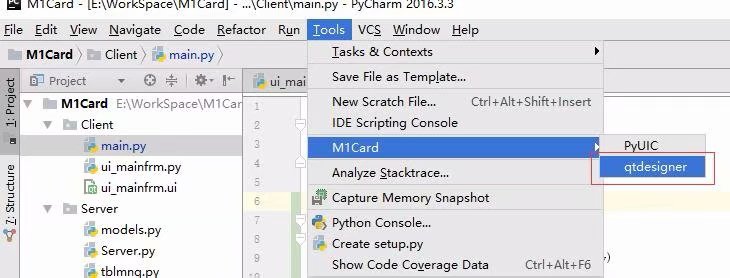 PC M1Card - [E:\WorkSpace\M1Card] - ...\Client\main.py - PyCharm 2016.3.3
File Edit View Navigate Code Refactor Run Tools VCS Window Help
M1Card Client main.py
Project ui_mai
1: Project
7: Structure
M1Card E:\WorkSpace\M1Car
Client
main.py
ui_mainfrm.py
ui_mainfrm.ui
Server
models.py
Server.py
tblmng.py
1
2
3
4
5
6
7
8
9
Tasks & Contexts
Save File as Template...
New Scratch File... Ctrl+Alt+Shift+Insert
IDE Scripting Console
M1Card
Analyze Stacktrace...
Capture Memory Snapshot
Python Console...
Create setup.py
Show Code Coverage Data Ctrl+Alt+F6
PyUIC
qtdesigner